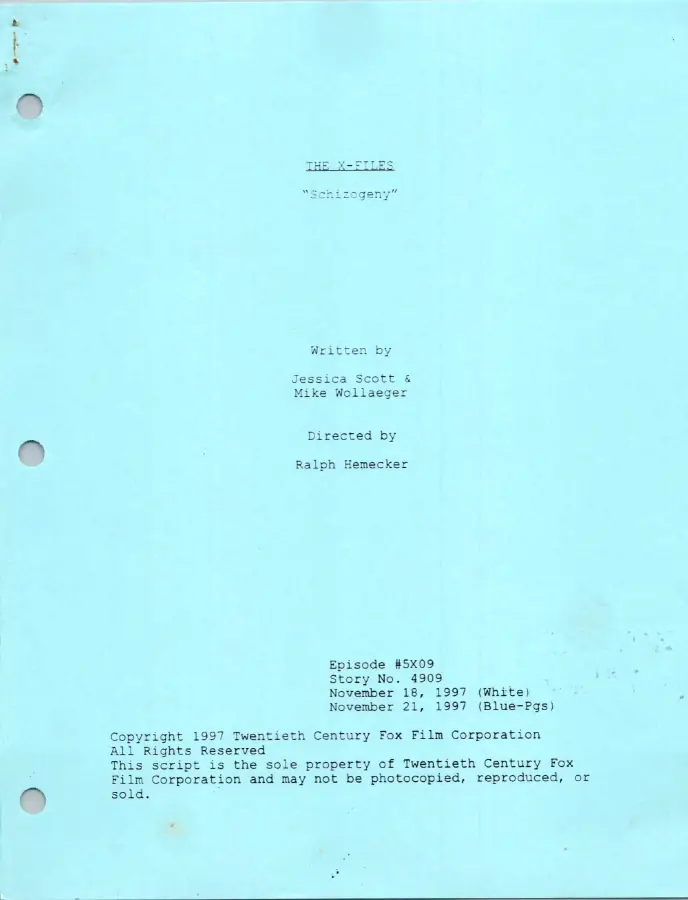 THE X-FILES
"Schizogeny"
Written by
Jessica Scott &
Mike Wollaeger
Directed by
Ralph Hemecker
Episode #5X09
Story No. 4909
November 18, 1997 (White)
November 21, 1997 (Blue-Pgs)
Copyright 1997 Twentieth Century Fox Film Corporation
All Rights Reserved
This script is the sole property of Twentieth Century Fox
Film Corporation and may not be photocopied, reproduced, or
sold.